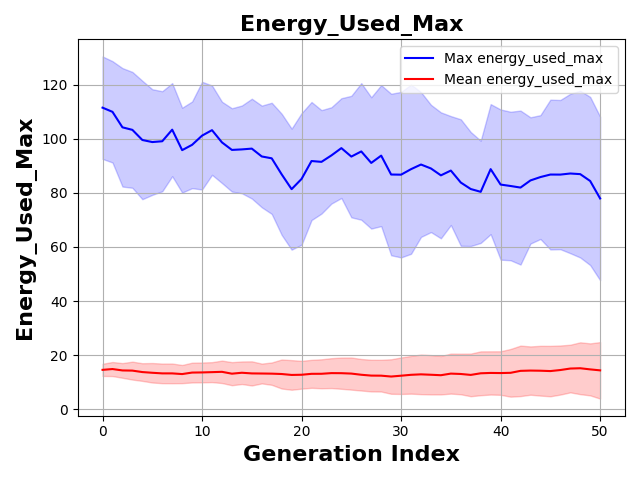 Energy_Used_Max
Max energy_used_max
Mean energy_used_max
Energy_Used_Max
120
100
80
60
40
20
0
0 10 20 30 40 50
Generation Index